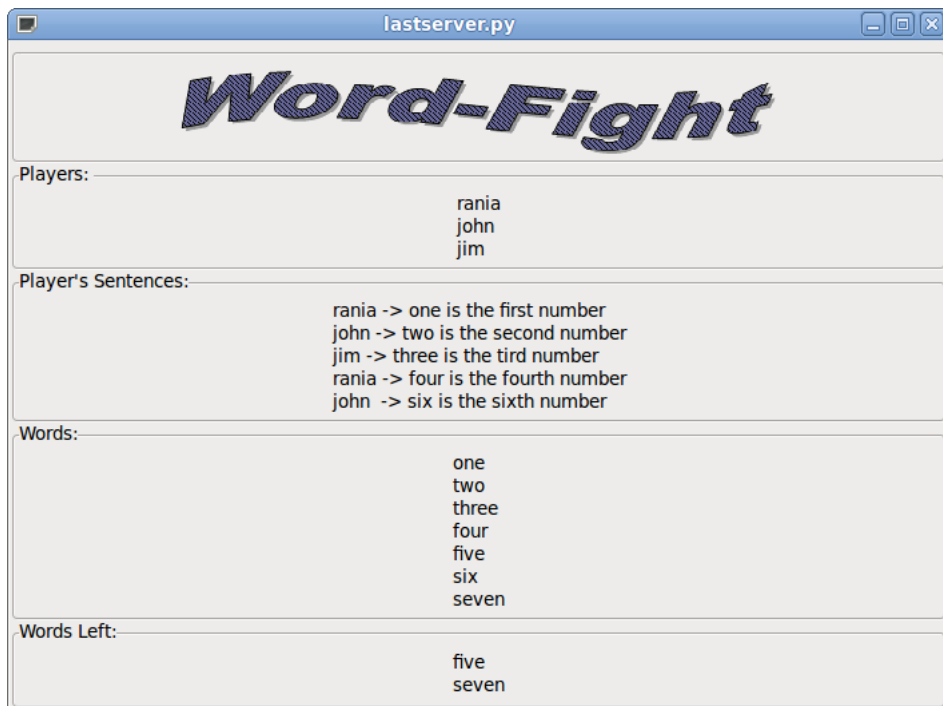 lastserver.py
Word-Fight
Players:
rania
john
jim
Player's Sentences:
rania -> one is the first number
john -> two is the second number
jim -> three is the tird number
rania -> four is the fourth number
john  -> six is the sixth number
Words:
one
two
three
four
five
six
seven
Words Left:
five
seven